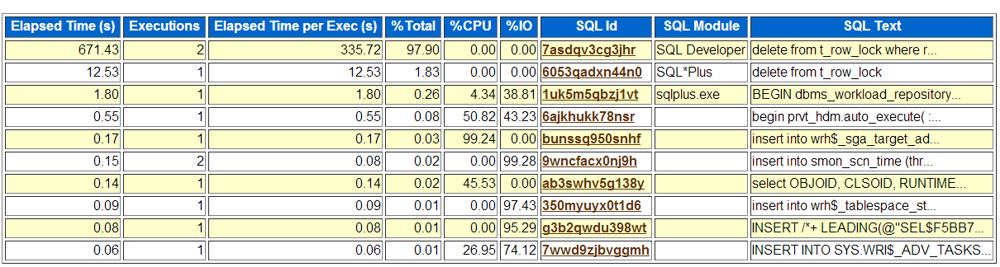 Elapsed Time (s) Executions Elapsed Time per Exec (s) %Total %CPU %IO SQL Id SQL Module SQL Text
671.43 2 335.72 97.90 0.00 0.00 7asdqv3cg3jhr SQL Developer delete from t_row_lock where r...
12.53 1 12.53 1.83 0.00 0.00 6053qadxn44n0 SQL*Plus delete from t_row_lock
1.80 1 1.80 0.26 4.34 38.81 1uk5m5qbzj1vt sqlplus.exe BEGIN dbms_workload_repository...
0.55 1 0.55 0.08 50.82 43.23 6ajkhukk78nsr begin prvt_hdm.auto_execute( :...
0.17 1 0.17 0.03 99.24 0.00 bunssq950snhf insert into wrh$_sga_target_ad...
0.15 2 0.08 0.02 0.00 99.28 9wncfacx0nj9h insert into smon_scn_time (thr...
0.14 1 0.14 0.02 45.53 0.00 ab3swhv5g138y select OBJOID, CLSOID, RUNTIME...
0.09 1 0.09 0.01 0.00 97.43 350myuyx0t1d6 insert into wrh$_tablespace_st...
0.08 1 0.08 0.01 0.00 95.29 g3b2qwdu398wt INSERT /*+ LEADING(@"SEL$F5BB7...
0.06 1 0.06 0.01 26.95 74.12 7wwd9zjbvggmh INSERT INTO SYS.WRI$_ADV_TASKS...